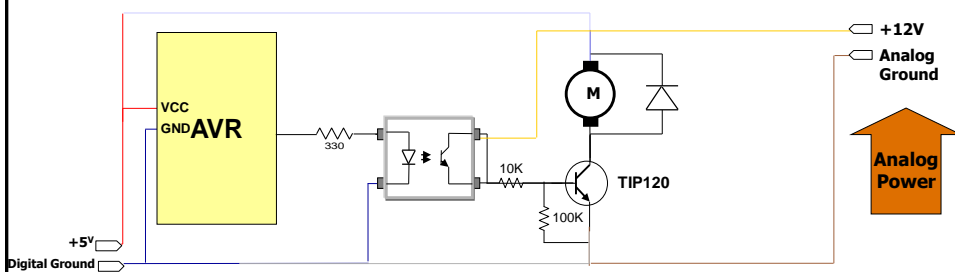 +12V
Analog
Ground
M
VCC
GND
AVR
330
10K
TIP120
100K
Analog
Power
+5V
Digital Ground